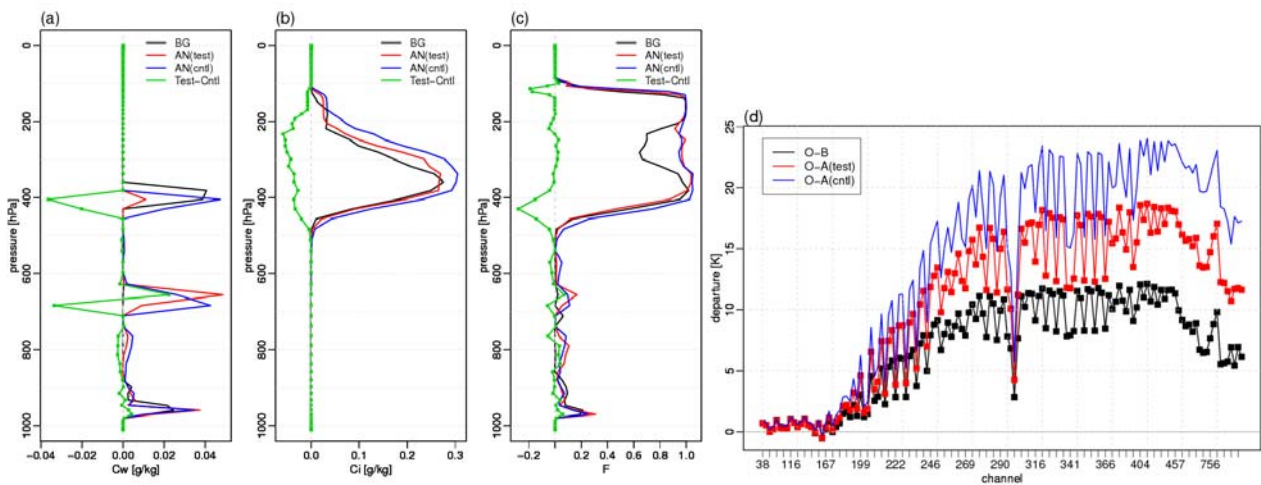 (a)
BG
AN(test)
AN(cntl)
Test−Cntl
pressure [hPa]
0
200
400
600
800
1000
−0.04 −0.02 0.00 0.02 0.04
Cw [g/kg]
(b)
BG
AN(test)
AN(cntl)
Test−Cntl
pressure [hPa]
0
200
400
600
800
1000
0.0 0.1 0.2 0.3
Ci [g/kg]
(c)
BG
AN(test)
AN(cntl)
Test−Cntl
pressure [hPa]
0
200
400
600
800
1000
−0.2 0.0 0.2 0.4 0.6 0.8 1.0
F
(d)
O−B
O−A(test)
O−A(cntl)
departure [K]
25
20
15
10
5
0
38 116 167 199 222 246 269 290 316 341 366 404 457 756
channel